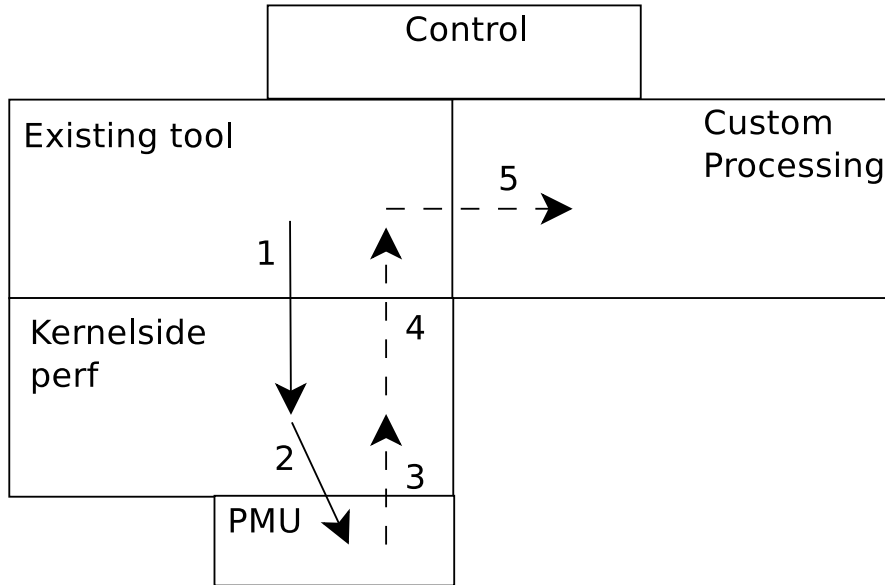 Control
Existing tool
Custom
Processing
5
1
Kernelside
perf
4
2
3
PMU